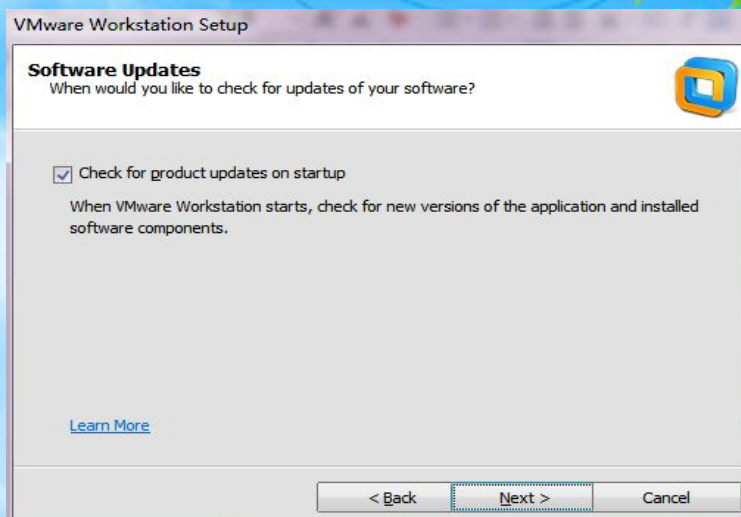 VMware Workstation Setup
Software Updates
When would you like to check for updates of your software?
Check for product updates on startup
When VMware Workstation starts, check for new versions of the application and installed
software components.
Learn More
< Back
Next >
Cancel